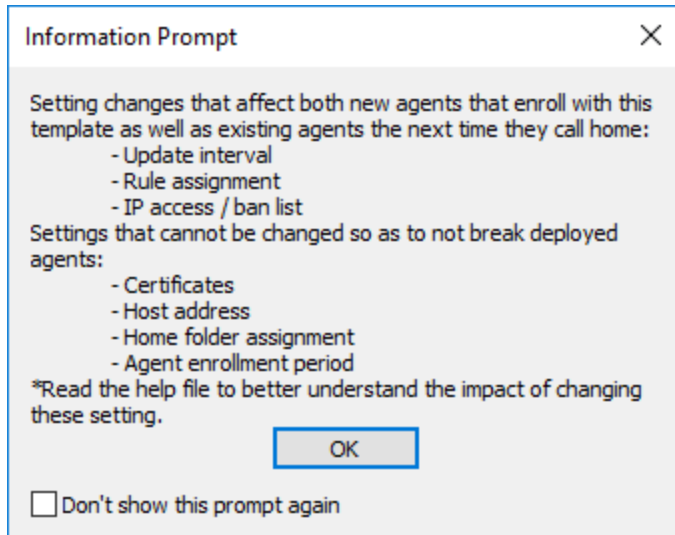 Information Prompt
Setting changes that affect both new agents that enroll with this
template as well as existing agents the next time they call home:
- Update interval
- Rule assignment
- IP access / ban list
Settings that cannot be changed so as to not break deployed
agents:
- Certificates
- Host address
- Home folder assignment
- Agent enrollment period
*Read the help file to better understand the impact of changing
these setting.
OK
Don't show this prompt again